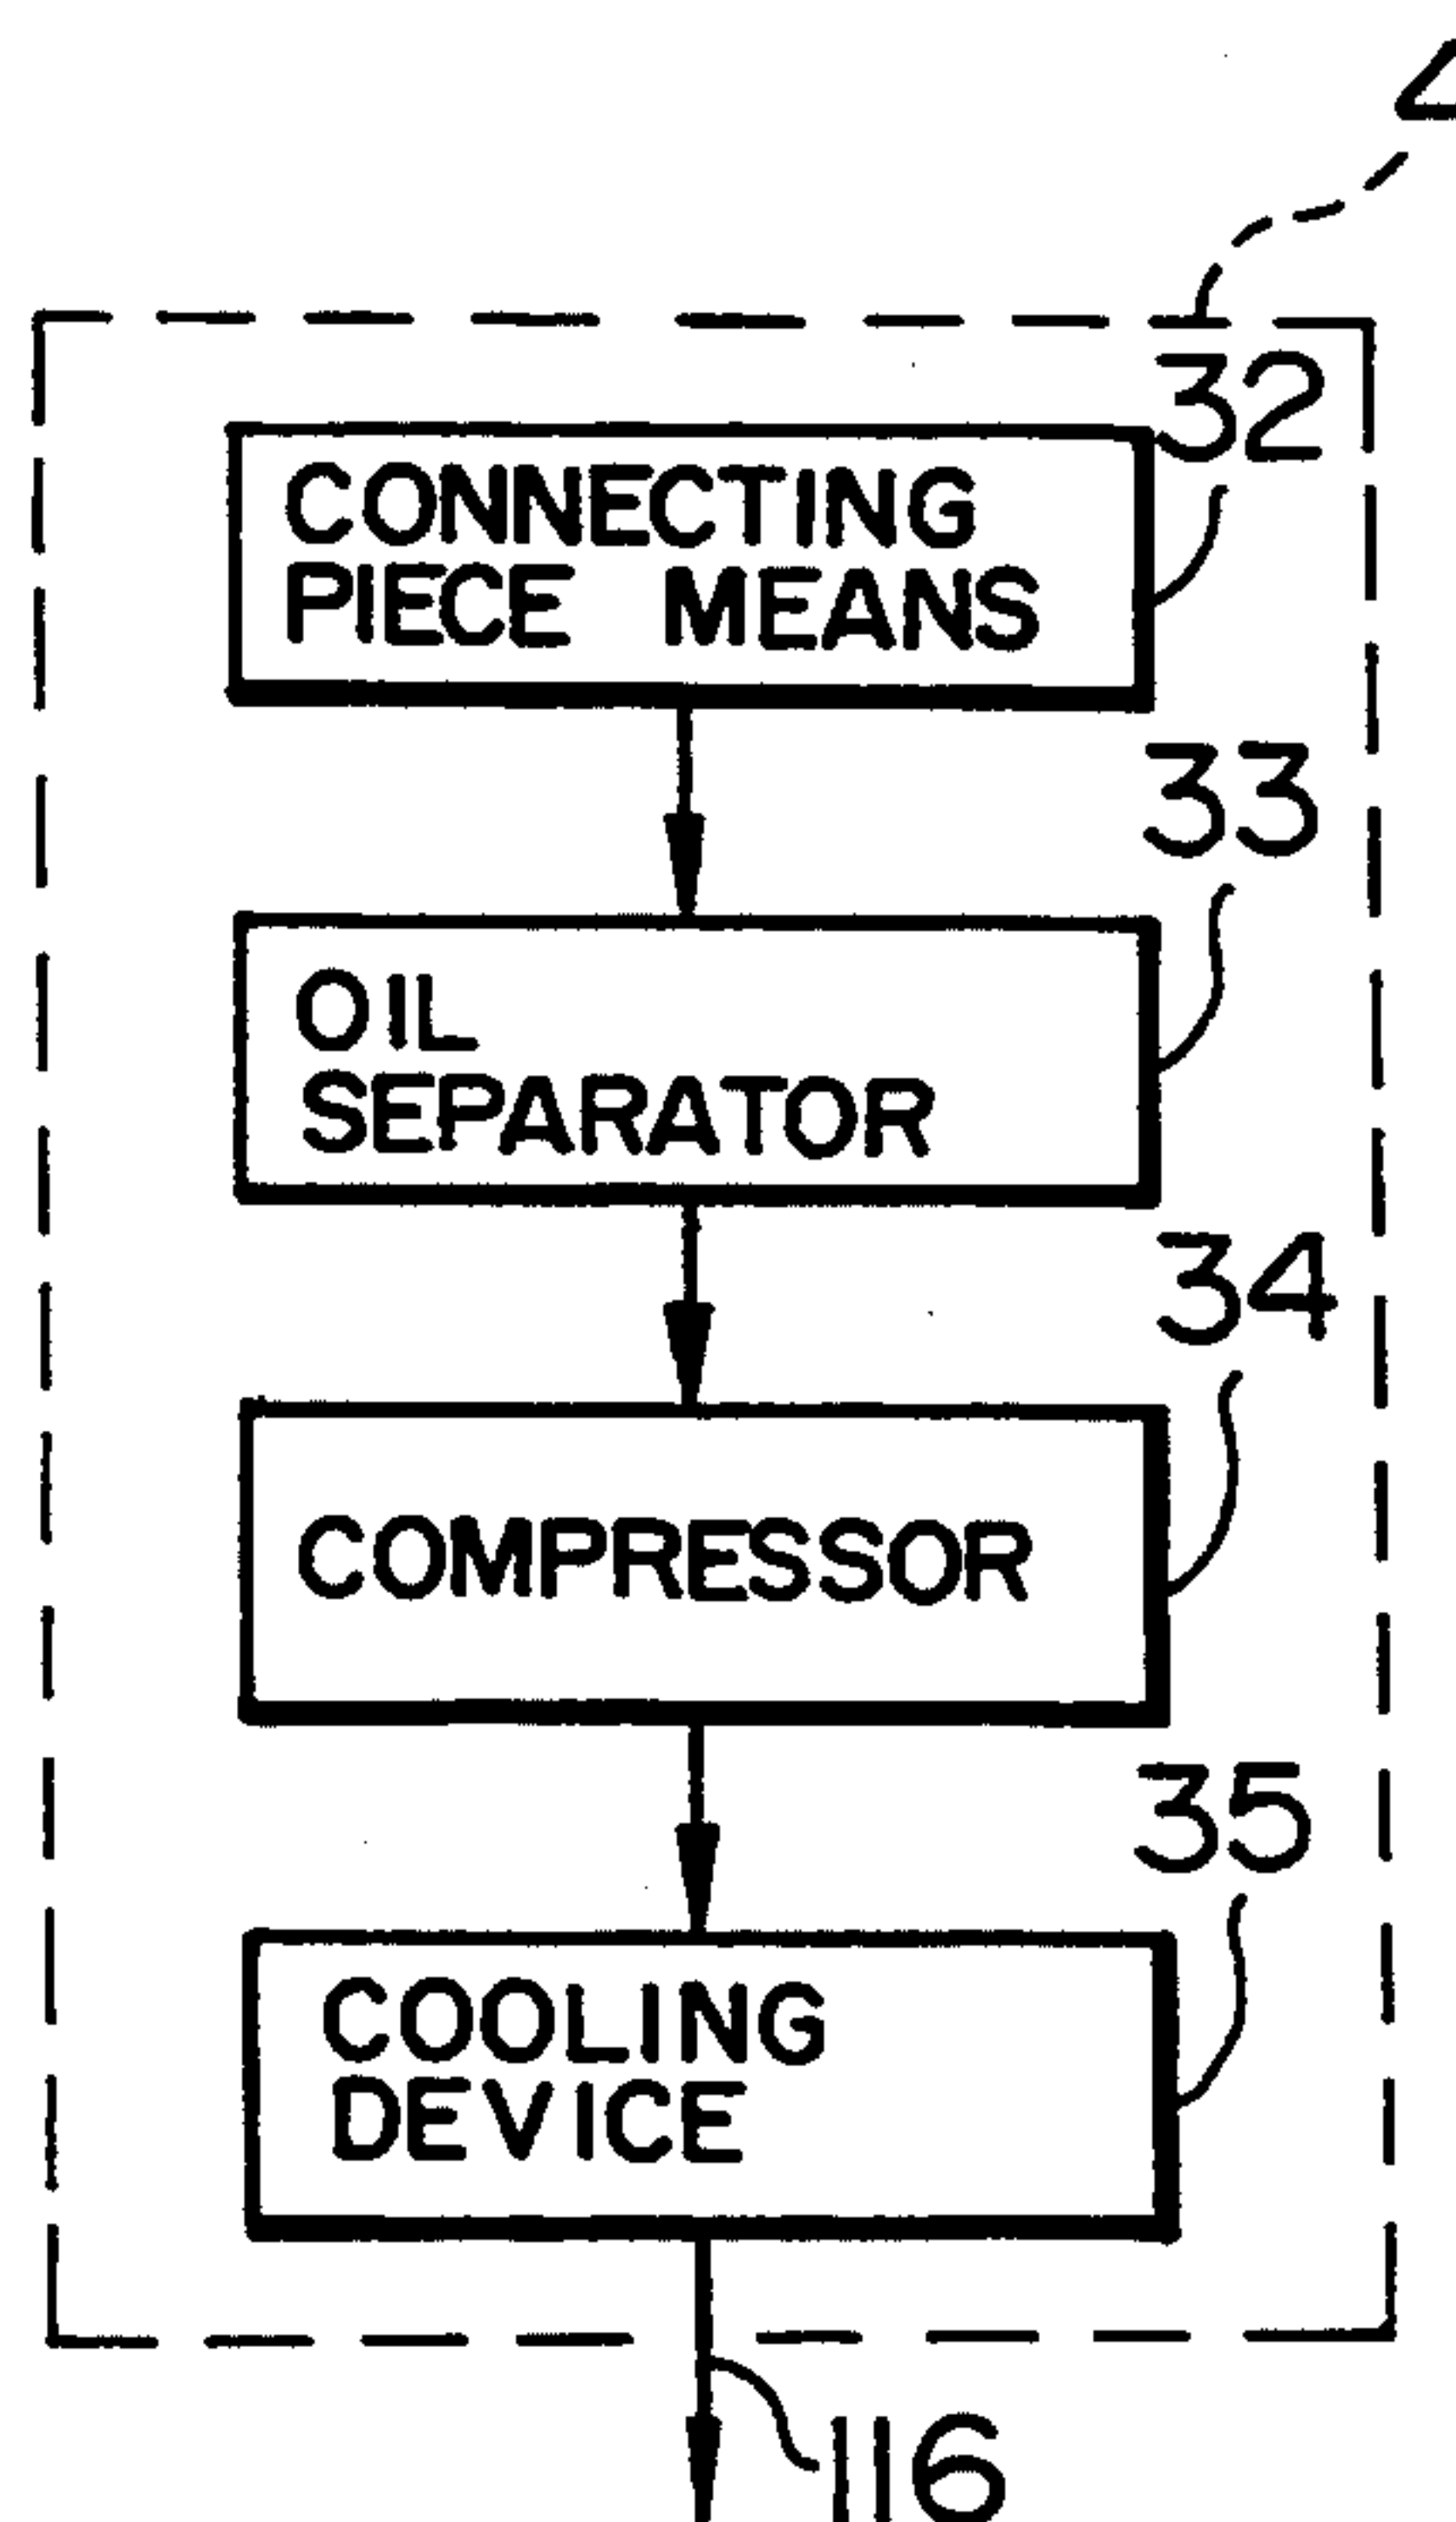 4
32
CONNECTING
PIECE MEANS
33
OIL
SEPARATOR
34
COMPRESSOR
35
COOLING
DEVICE
116